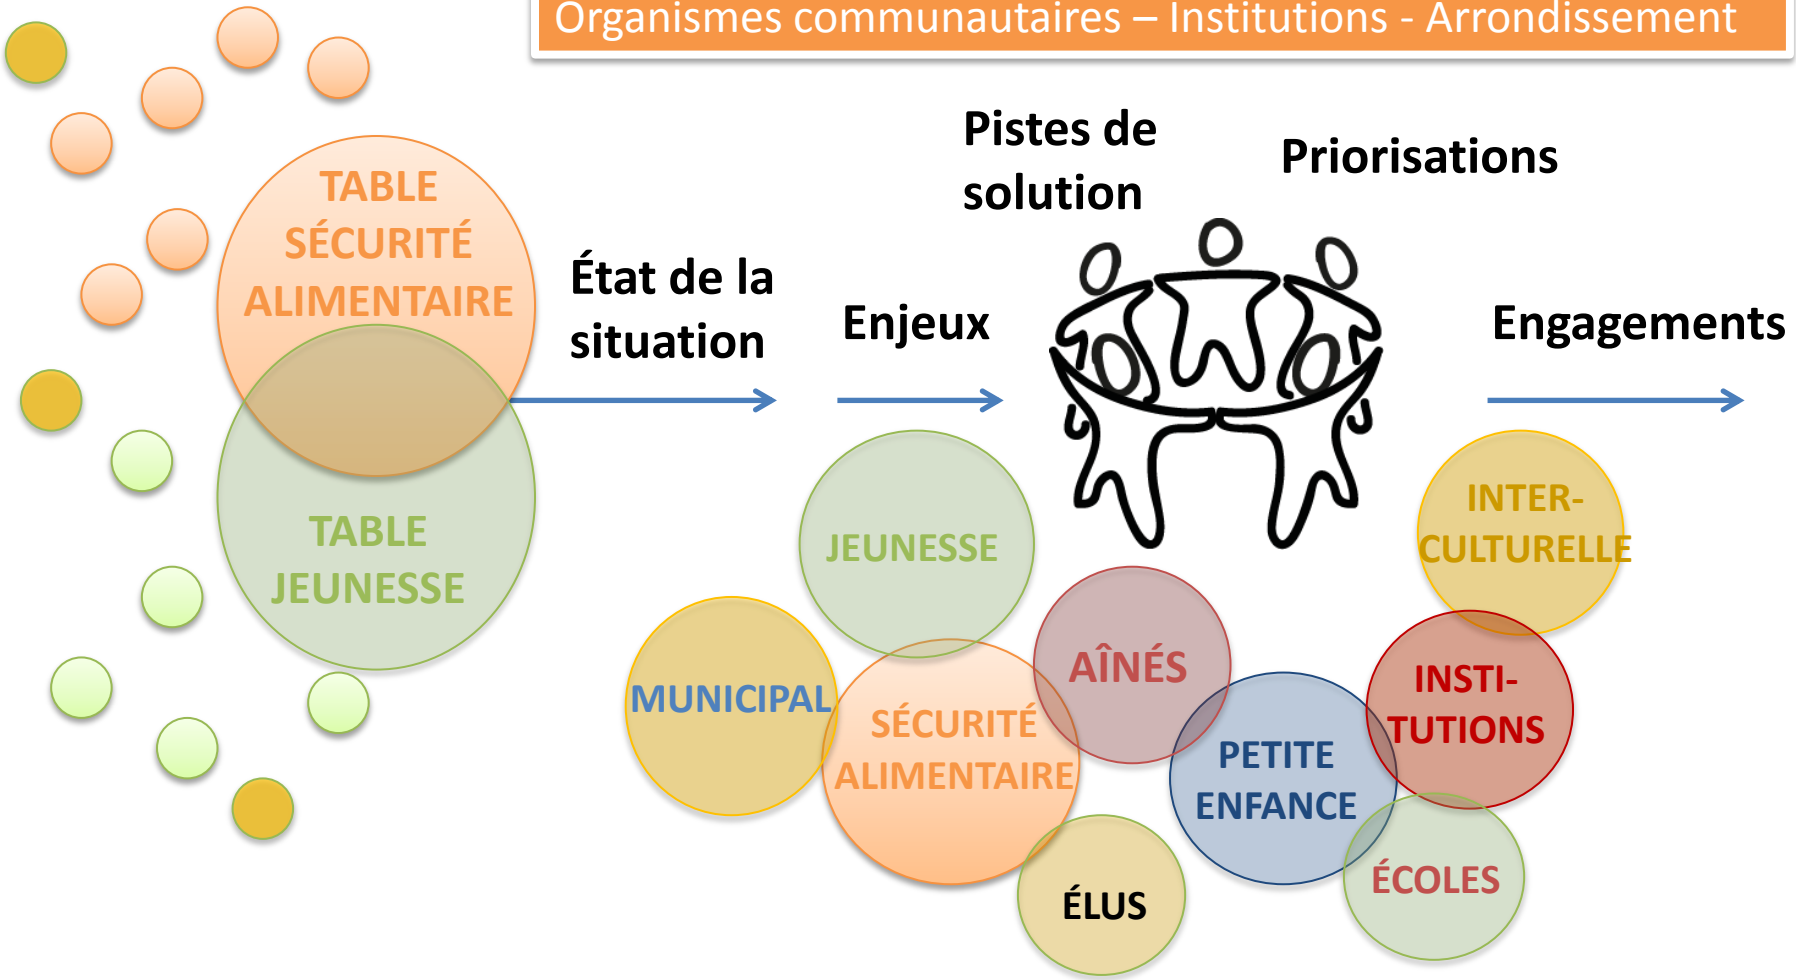 Organismes communautaires – Institutions - Arrondissement
TABLE
SÉCURITÉ
ALIMENTAIRE
TABLE
JEUNESSE
État de la
situation
Enjeux
Pistes de
solution
Priorisations
Engagements
JEUNESSE
MUNICIPAL
SÉCURITÉ
ALIMENTAIRE
AÎNÉS
ÉLUS
PETITE
ENFANCE
INTER-
CULTURELLE
INSTI-
TUTIONS
ÉCOLES